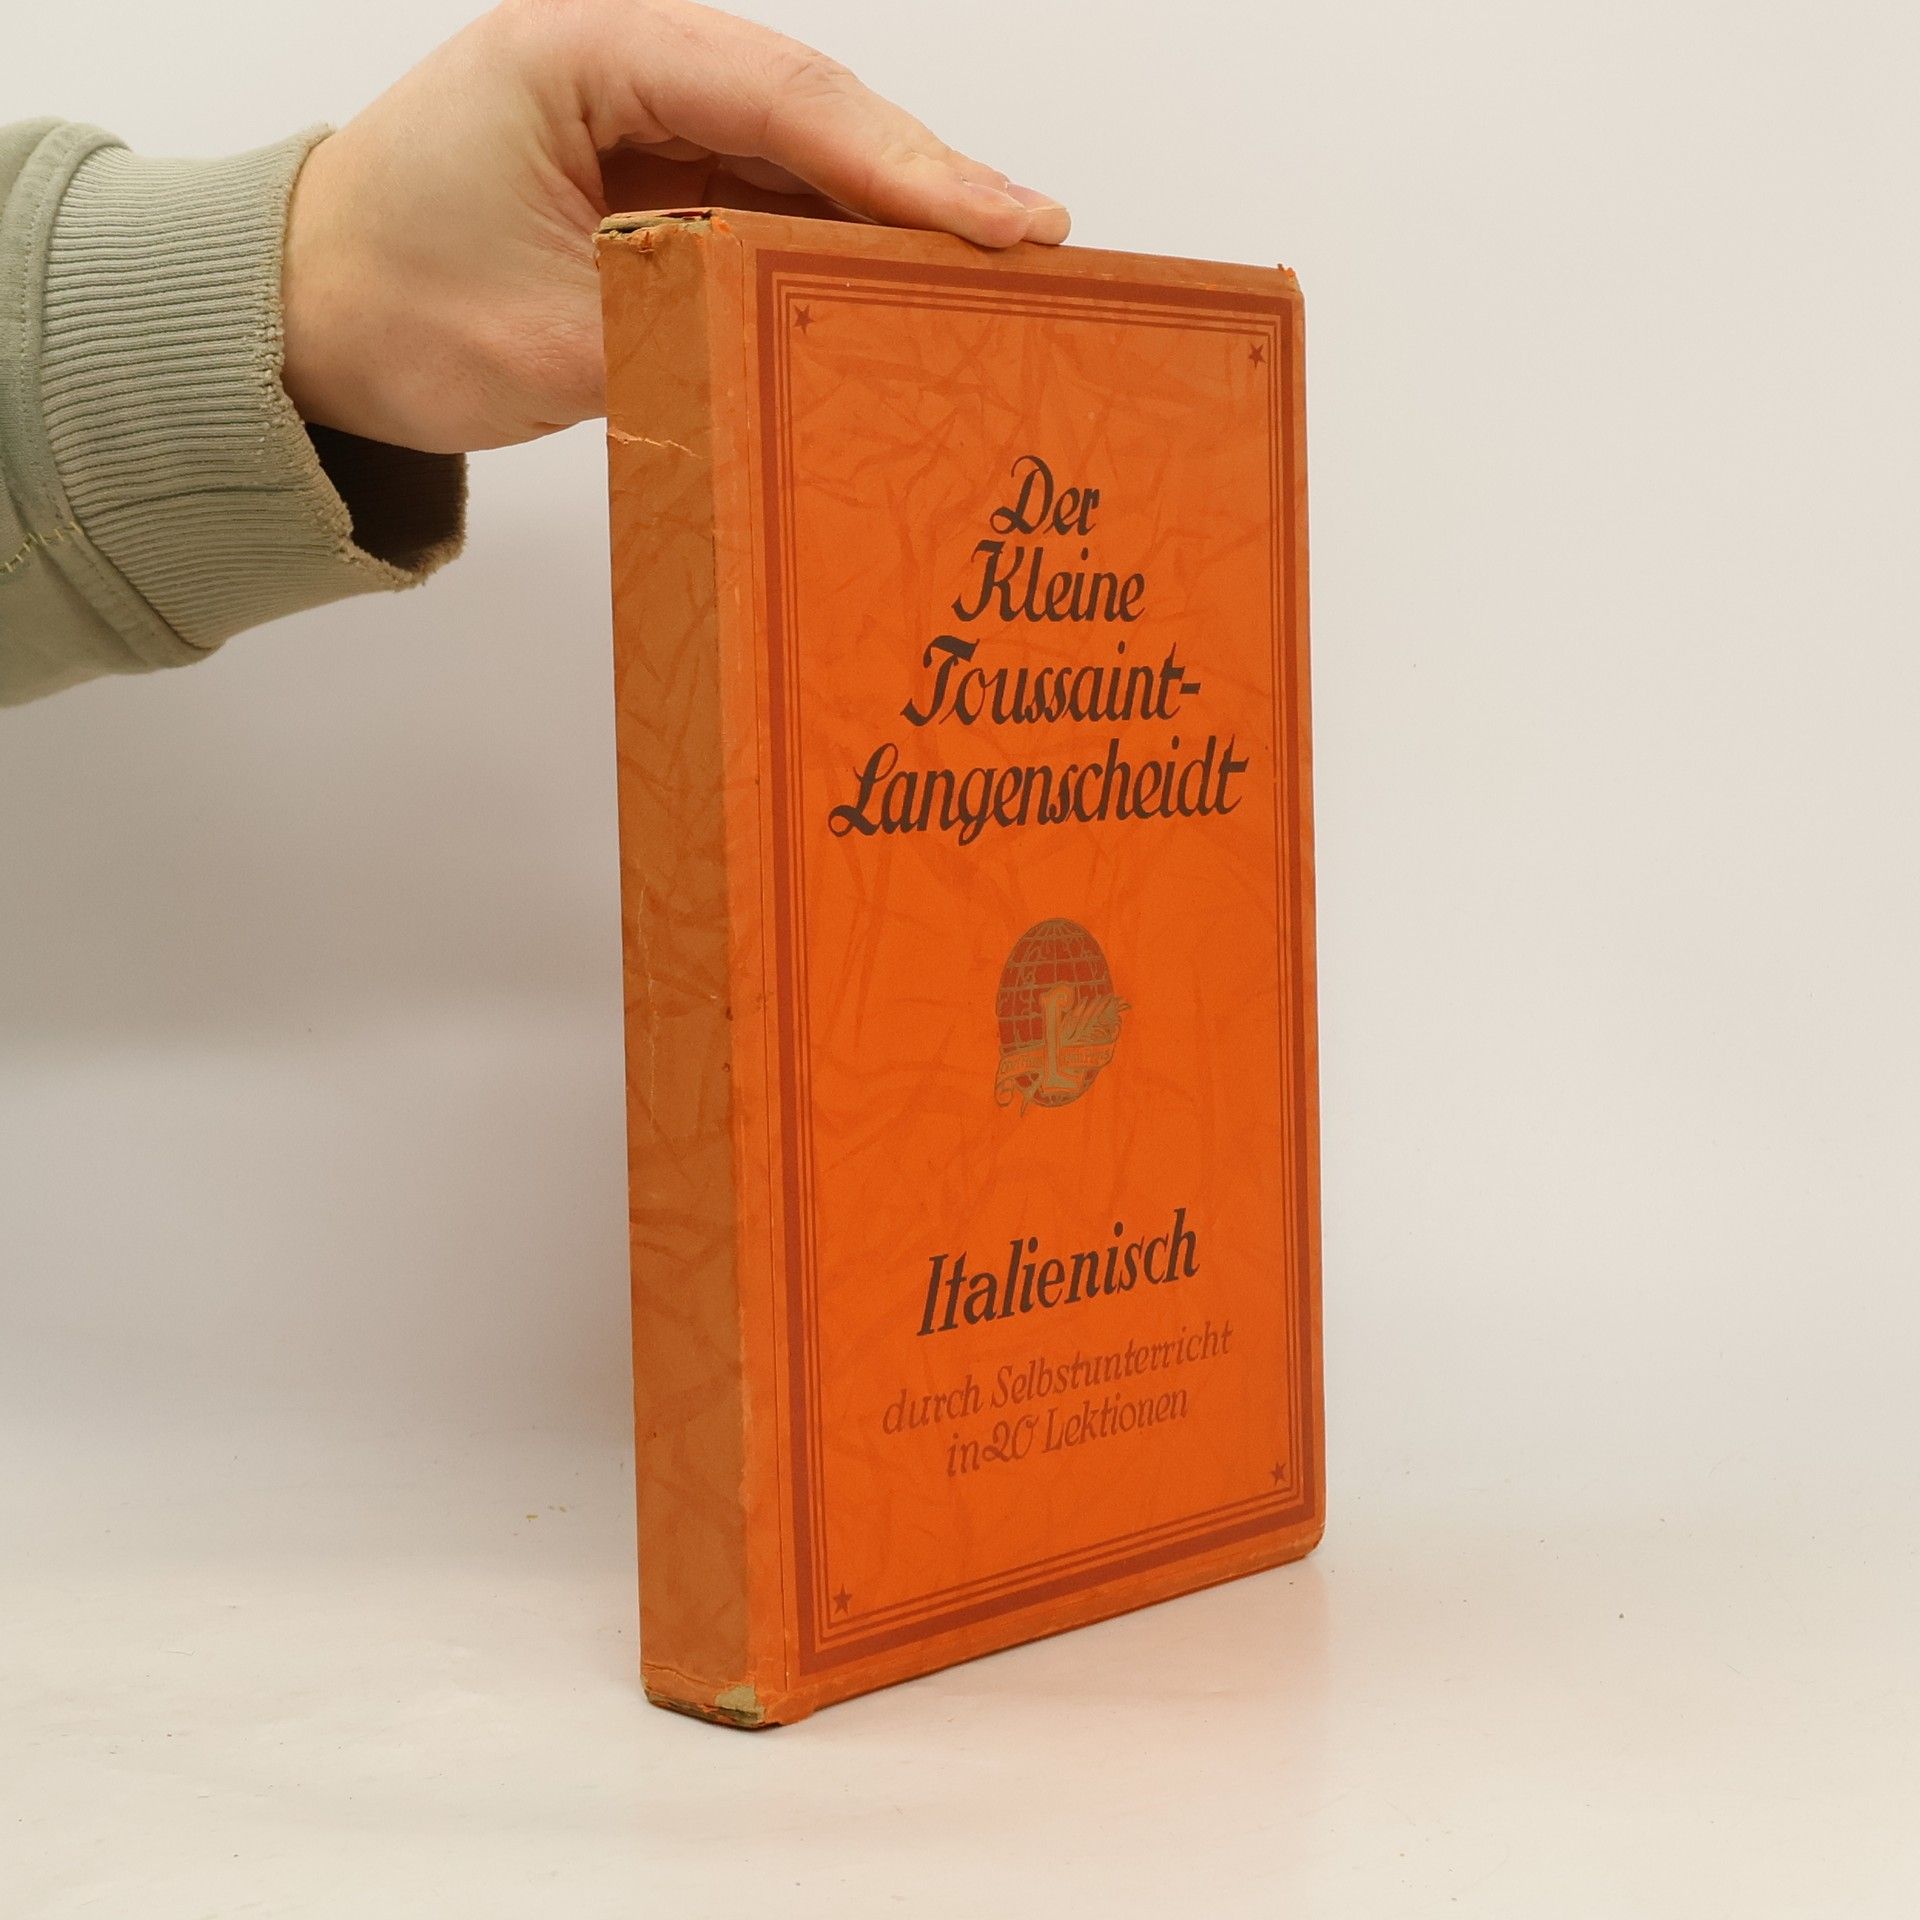 Der
Kleine
Toussaint-
Langenscheidt
L
Italienisch
durch Selbstunterricht
in 20 Lektionen